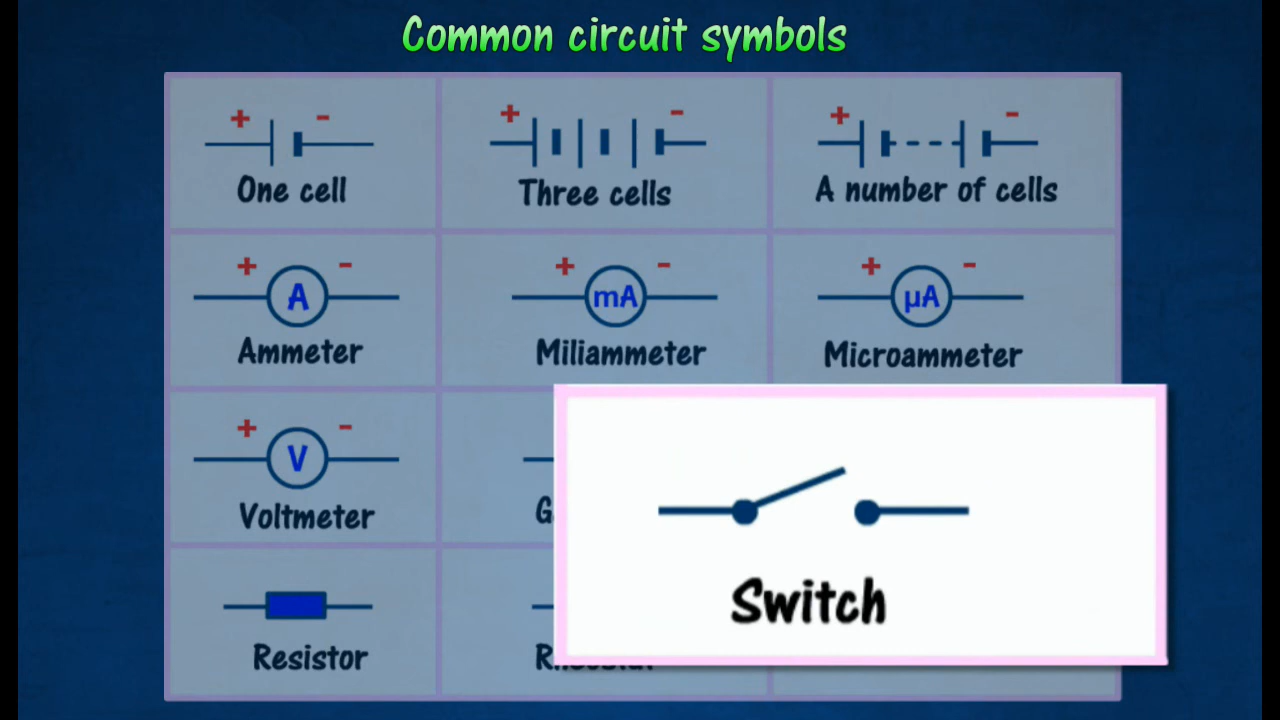 Common circuit symbols
+ - + - + -
One cell Three cells A number of cells
+ - + - + -
A mA µA
Ammeter Miliammeter Microammeter
+ -
V
Voltmeter
Switch
Resistor